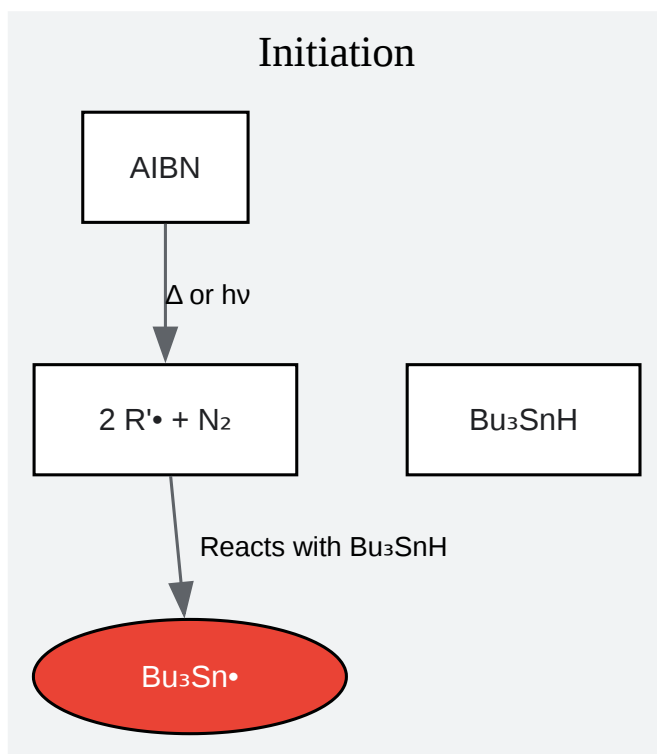 Initiation
AIBN
Δ or hν
2 R'• + N₂
Bu₃SnH
Reacts with Bu₃SnH
Bu₃Sn•